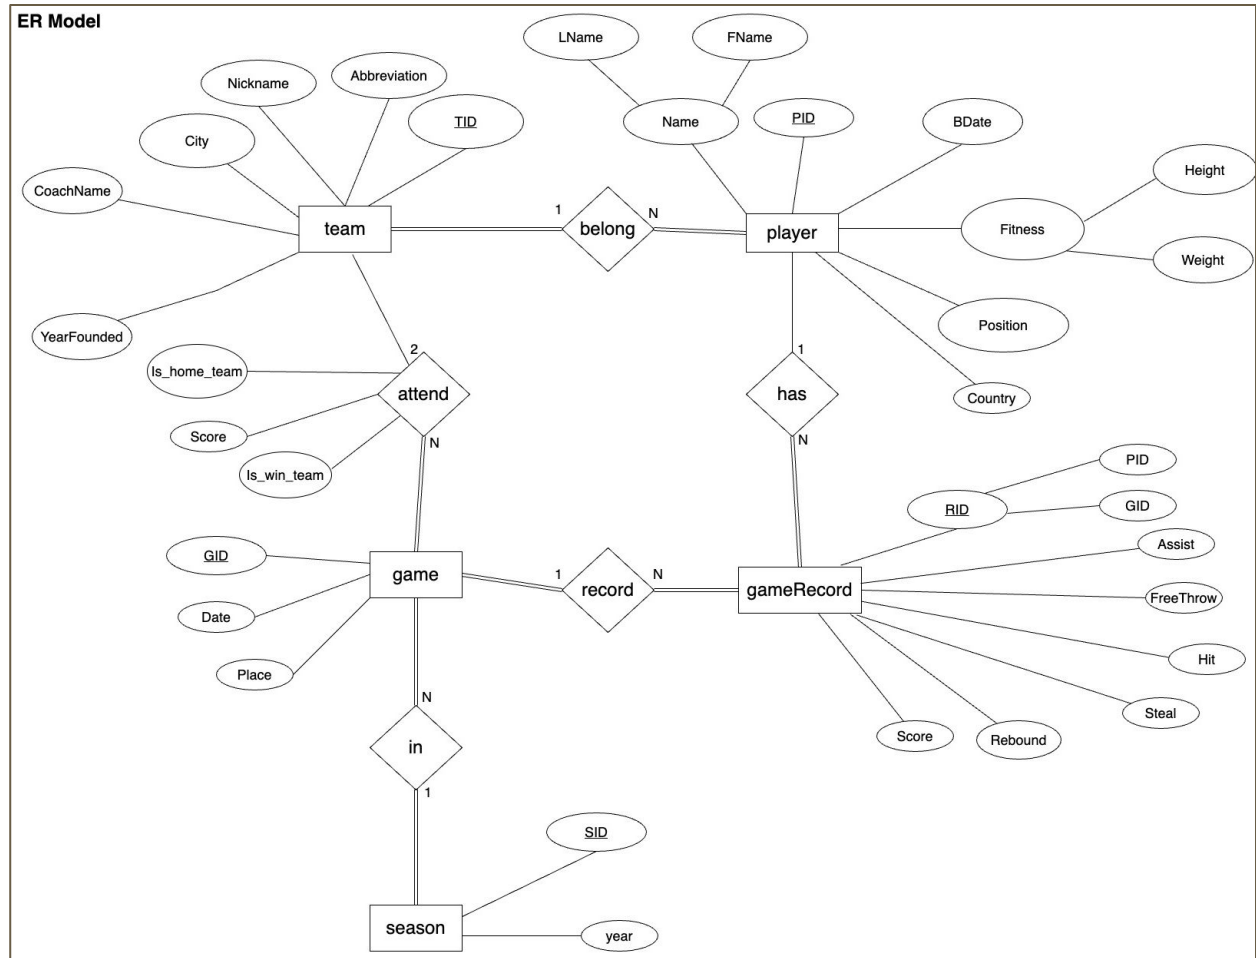 ER Model
LName
FName
Nickname
Abbreviation
TID
Name
PID
BDate
City
CoachName
Height
team
1
belong
N
player
Fitness
Weight
YearFounded
Position
Is_home_team
2
attend
1
has
Country
Score
N
N
Is_win_team
PID
RID
GID
GID
game
1
record
N
gameRecord
Assist
FreeThrow
Date
Place
Hit
N
Steal
Score
Rebound
in
1
SID
season
year